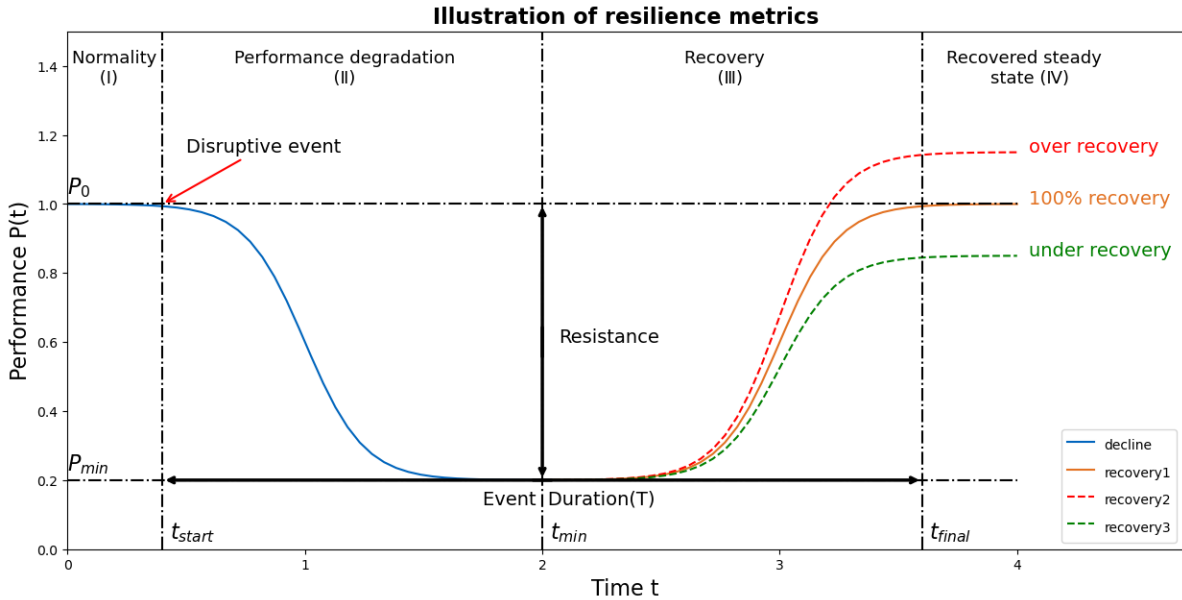 Illustration of resilience metrics
Normality
(Ⅰ)
Performance degradation
(Ⅱ)
Recovery
(Ⅲ)
Recovered steady
state (Ⅳ)
Disruptive event
over recovery
100% recovery
under recovery
P0
Resistance
Pmin
Event Duration(T)
tstart
tmin
tfinal
decline
recovery1
recovery2
recovery3
Performance P(t)
1.4
1.2
1.0
0.8
0.6
0.4
0.2
0.0
0 1 2 3 4
Time t